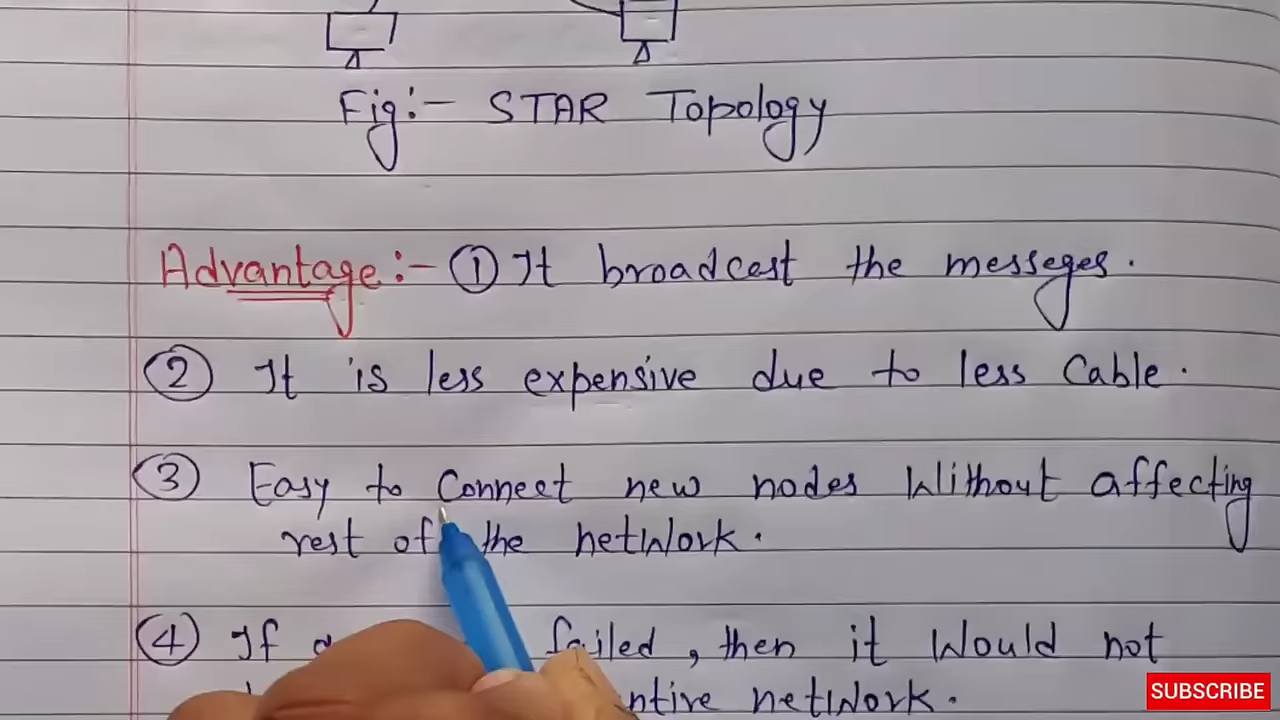 Fig:- STAR Topology
Advantage:- ① It broadcast the messeges.
② It is less expensive due to less Cable.
③ Easy to Connect new nodes Without affecting
rest of the netWork.
④ If failed, then it Would not
entire netWork.
SUBSCRIBE